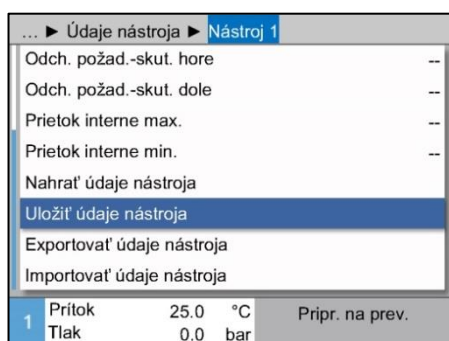 ... ► Údaje nástroja ► Nástroj 1
Odch. požad.-skut. hore --
Odch. požad.-skut. dole --
Prietok interne max. --
Prietok interne min. --
Nahrať údaje nástroja
Uložiť údaje nástroja
Exportovať údaje nástroja
Importovať údaje nástroja
1 Prítok 25.0 °C Pripr. na prev.
Tlak 0.0 bar